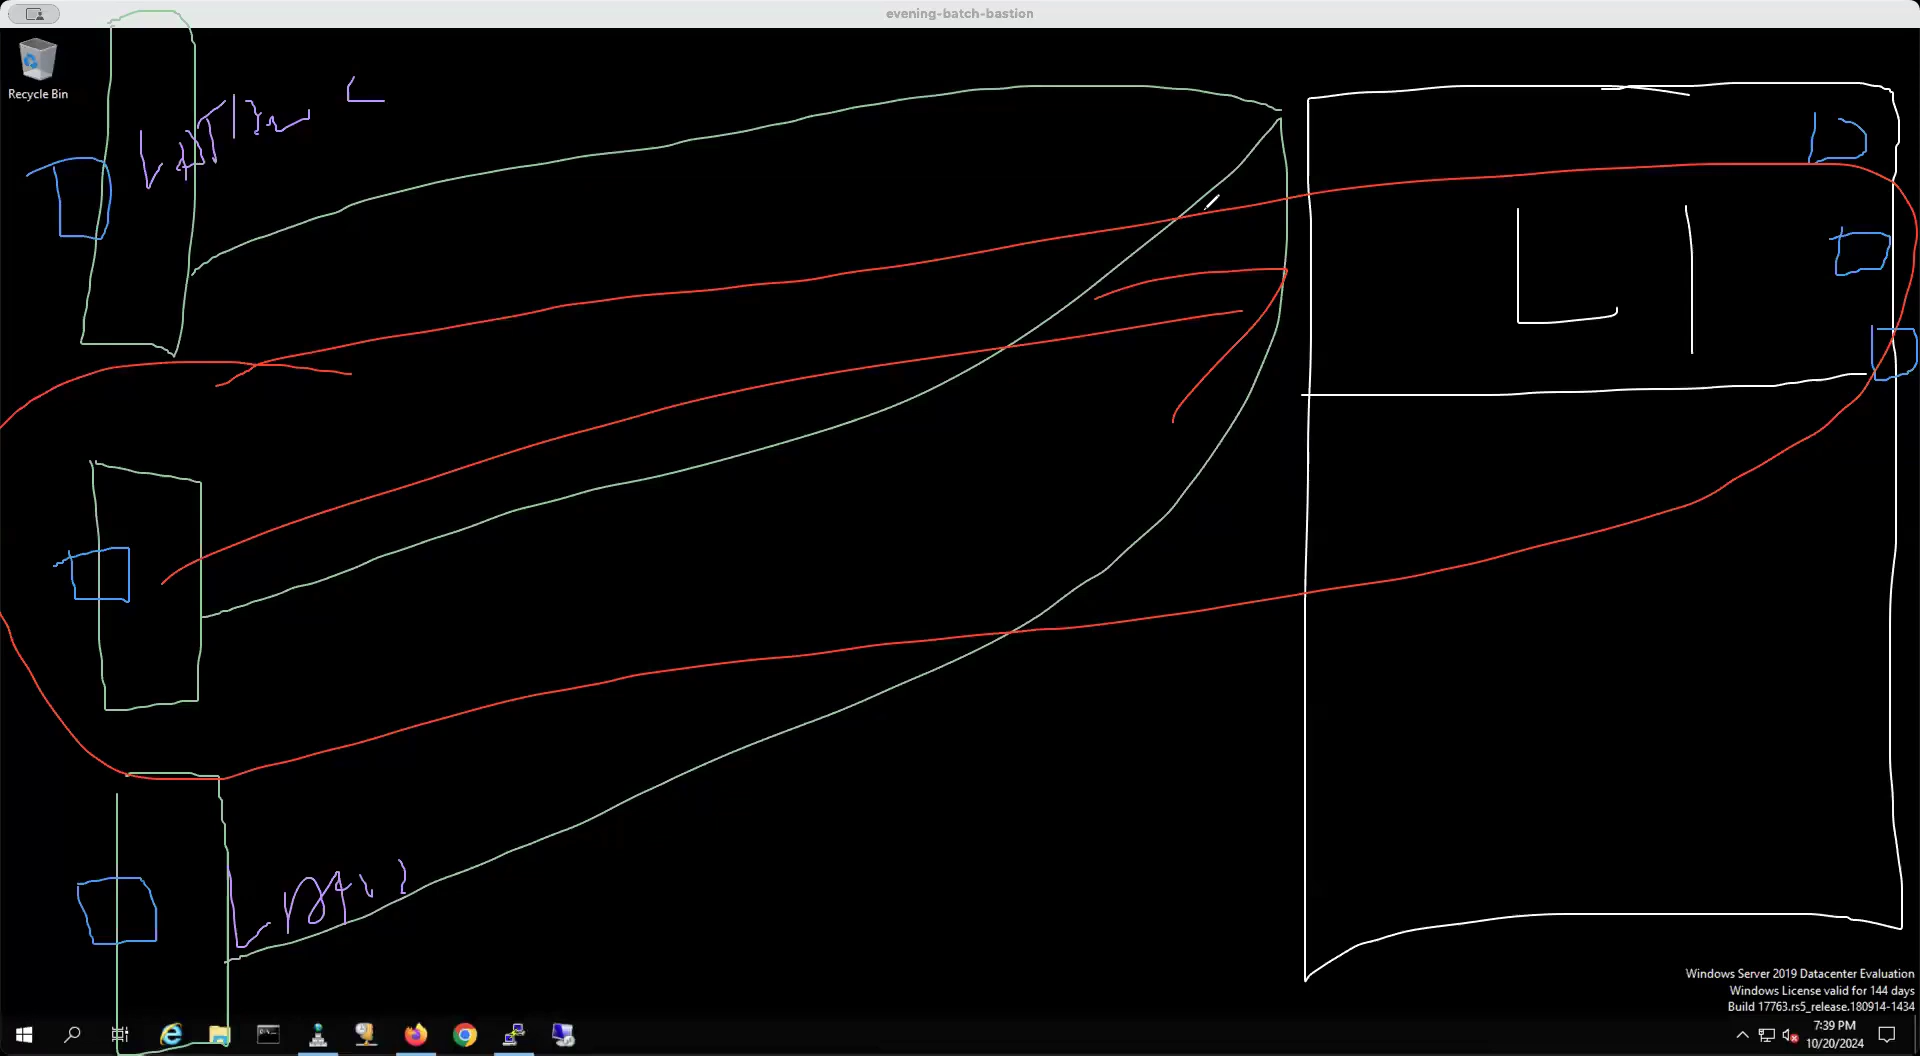 evening-batch-bastion
Recycle Bin
L1
Windows Server 2019 Datacenter Evaluation
Windows License valid for 144 days
Build 17763.rs5_release.180914-1434
7:39 PM
10/20/2024